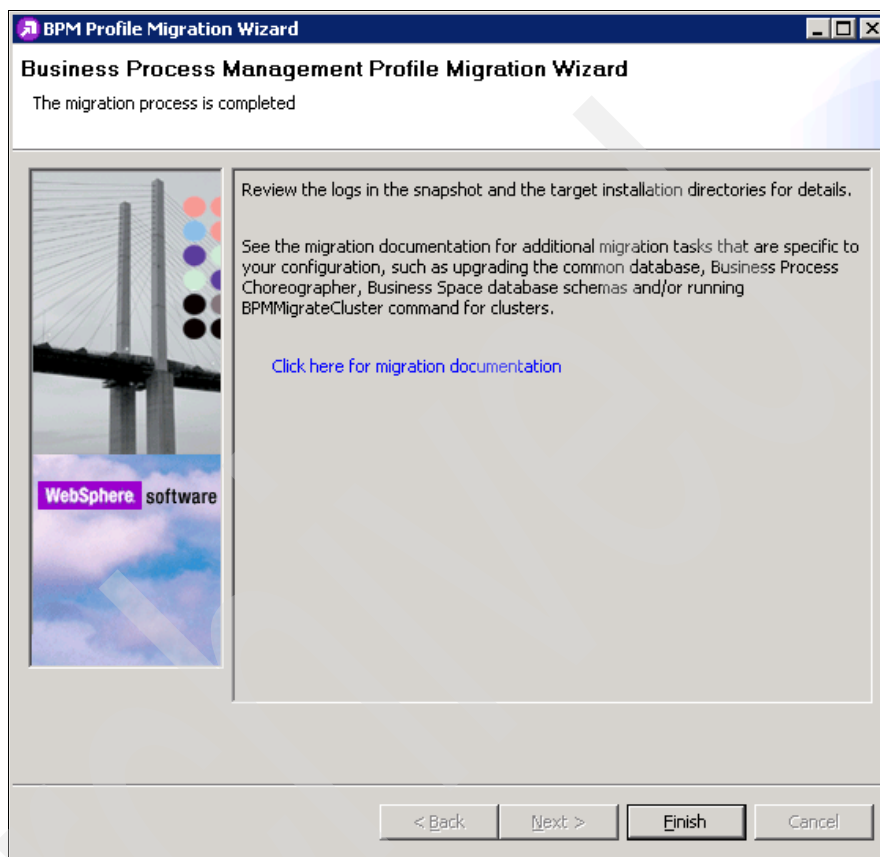 BPM Profile Migration Wizard
Business Process Management Profile Migration Wizard
The migration process is completed
Review the logs in the snapshot and the target installation directories for details.
See the migration documentation for additional migration tasks that are specific to
your configuration, such as upgrading the common database, Business Process
Choreographer, Business Space database schemas and/or running
BPMMigrateCluster command for clusters.
Click here for migration documentation
WebSphere. software
< Back Next > Finish Cancel